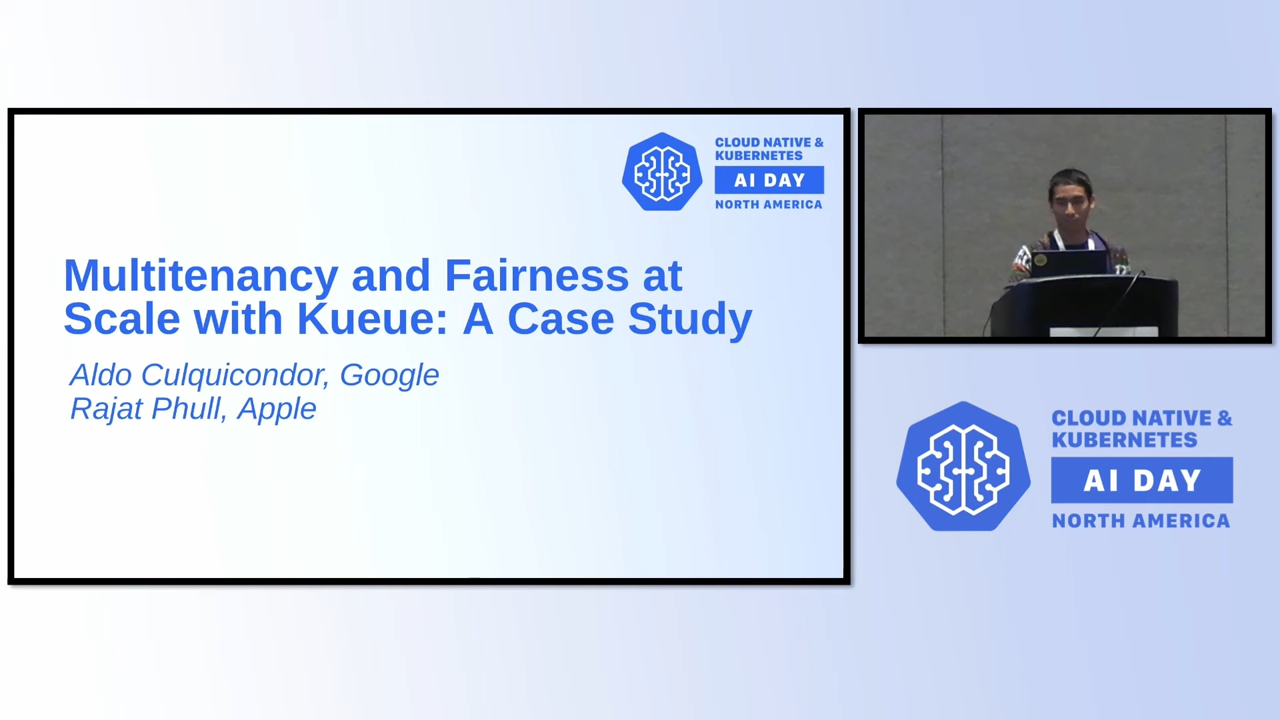 CLOUD NATIVE &
KUBERNETES
AI DAY
NORTH AMERICA
Multitenancy and Fairness at
Scale with Kueue: A Case Study
Aldo Culquicondor, Google
Rajat Phull, Apple
CLOUD NATIVE &
KUBERNETES
AI DAY
NORTH AMERICA